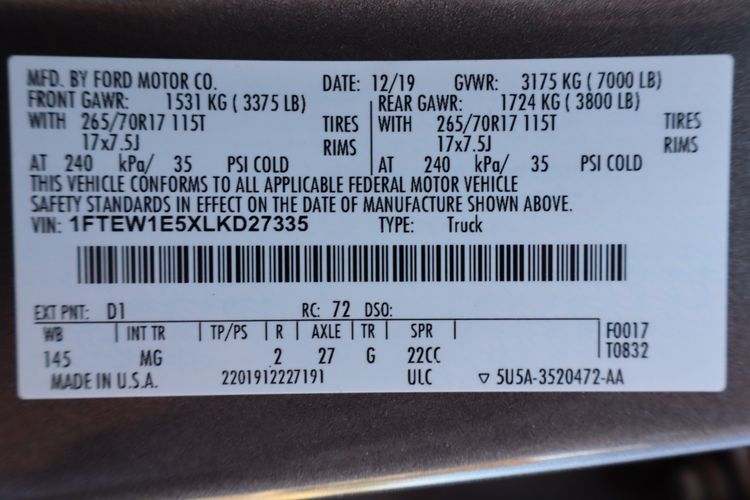 MFD. BY FORD MOTOR CO. DATE: 12/19 GVWR: 3175 KG ( 7000 LB)
FRONT GAWR: 1531 KG ( 3375 LB) REAR GAWR: 1724 KG ( 3800 LB)
WITH 265/70R17 115T TIRES WITH 265/70R17 115T TIRES
17x7.5J RIMS 17x7.5J RIMS
AT 240 kPa/ 35 PSI COLD AT 240 kPa/ 35 PSI COLD
THIS VEHICLE CONFORMS TO ALL APPLICABLE FEDERAL MOTOR VEHICLE
SAFETY STANDARDS IN EFFECT ON THE DATE OF MANUFACTURE SHOWN ABOVE.
VIN: 1FTEW1E5XLKD27335 TYPE: Truck
EXT PNT: D1 RC: 72 DSO:
WB INT TR TP/PS R AXLE TR SPR F0017
145 MG 2 27 G 22CC T0832
MADE IN U.S.A. 2201912227191 ULC ▽ 5U5A-3520472-AA